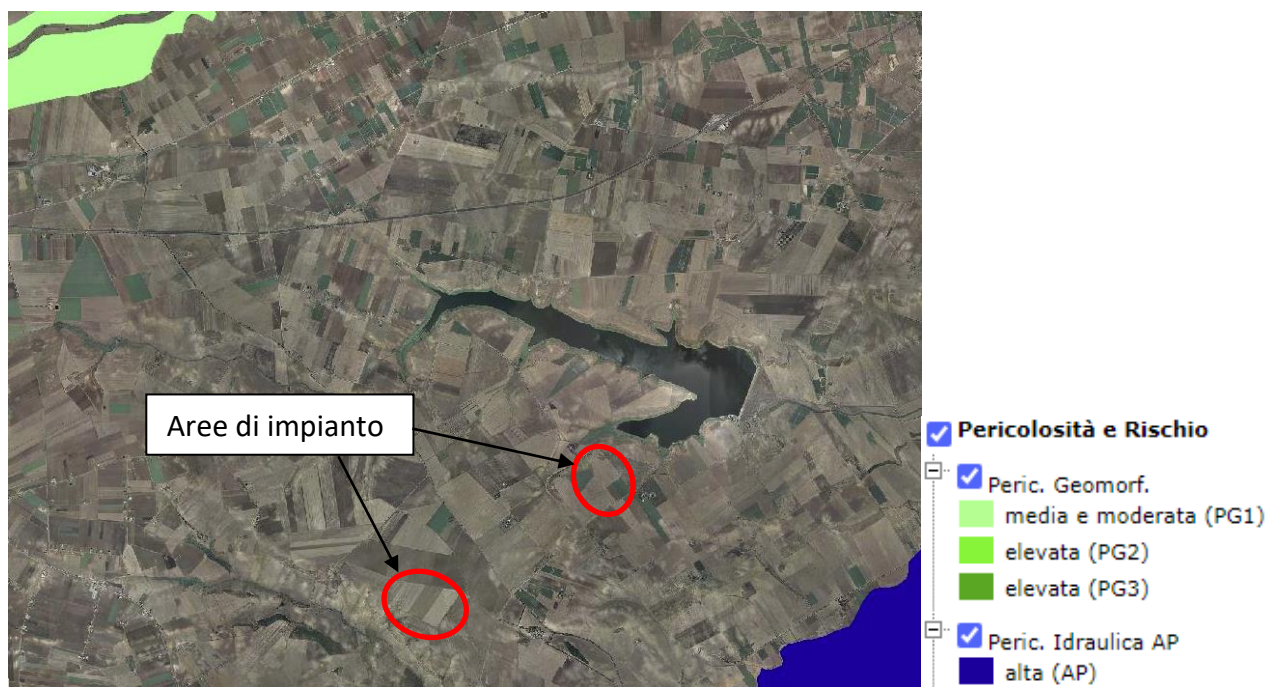 Aree di impianto
Pericolosità e Rischio
Peric. Geomorf.
media e moderata (PG1)
elevata (PG2)
elevata (PG3)
Peric. Idraulica AP
alta (AP)